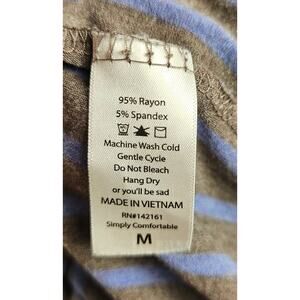 95% Rayon
5% Spandex
Machine Wash Cold
Gentle Cycle
Do Not Bleach
Hang Dry
or you'll be sad
MADE IN VIETNAM
RN#142161
Simply Comfortable
M